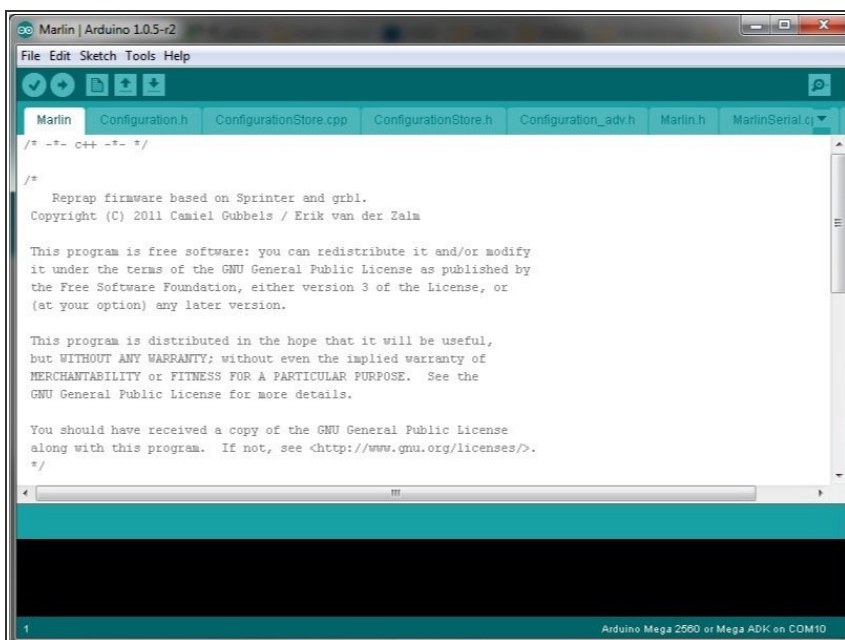 Marlin | Arduino 1.0.5-r2
File Edit Sketch Tools Help
Marlin Configuration.h ConfigurationStore.cpp ConfigurationStore.h Configuration_adv.h Marlin.h MarlinSerial.cp
/* -*- c++ -*- */
/*
Reprap firmware based on Sprinter and grbl.
Copyright (C) 2011 Camiel Gubbels / Erik van der Zalm
This program is free software: you can redistribute it and/or modify
it under the terms of the GNU General Public License as published by
the Free Software Foundation, either version 3 of the License, or
(at your option) any later version.
This program is distributed in the hope that it will be useful,
but WITHOUT ANY WARRANTY; without even the implied warranty of
MERCHANTABILITY or FITNESS FOR A PARTICULAR PURPOSE.  See the
GNU General Public License for more details.
You should have received a copy of the GNU General Public License
along with this program.  If not, see <http://www.gnu.org/licenses/>.
*/
1
Arduino Mega 2560 or Mega ADK on COM10